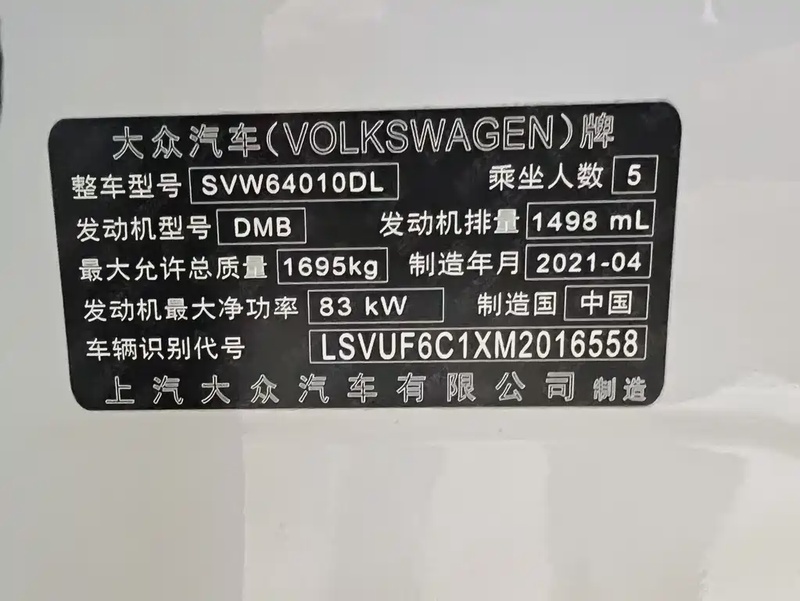 大众汽车(VOLKSWAGEN)牌
整车型号 SVW64010DL 乘坐人数 5
发动机型号 DMB 发动机排量 1498 mL
最大允许总质量 1695kg 制造年月 2021-04
发动机最大净功率 83 kW 制造国 中国
车辆识别代号 LSVUF6C1XM2016558
上汽大众汽车有限公司 制造